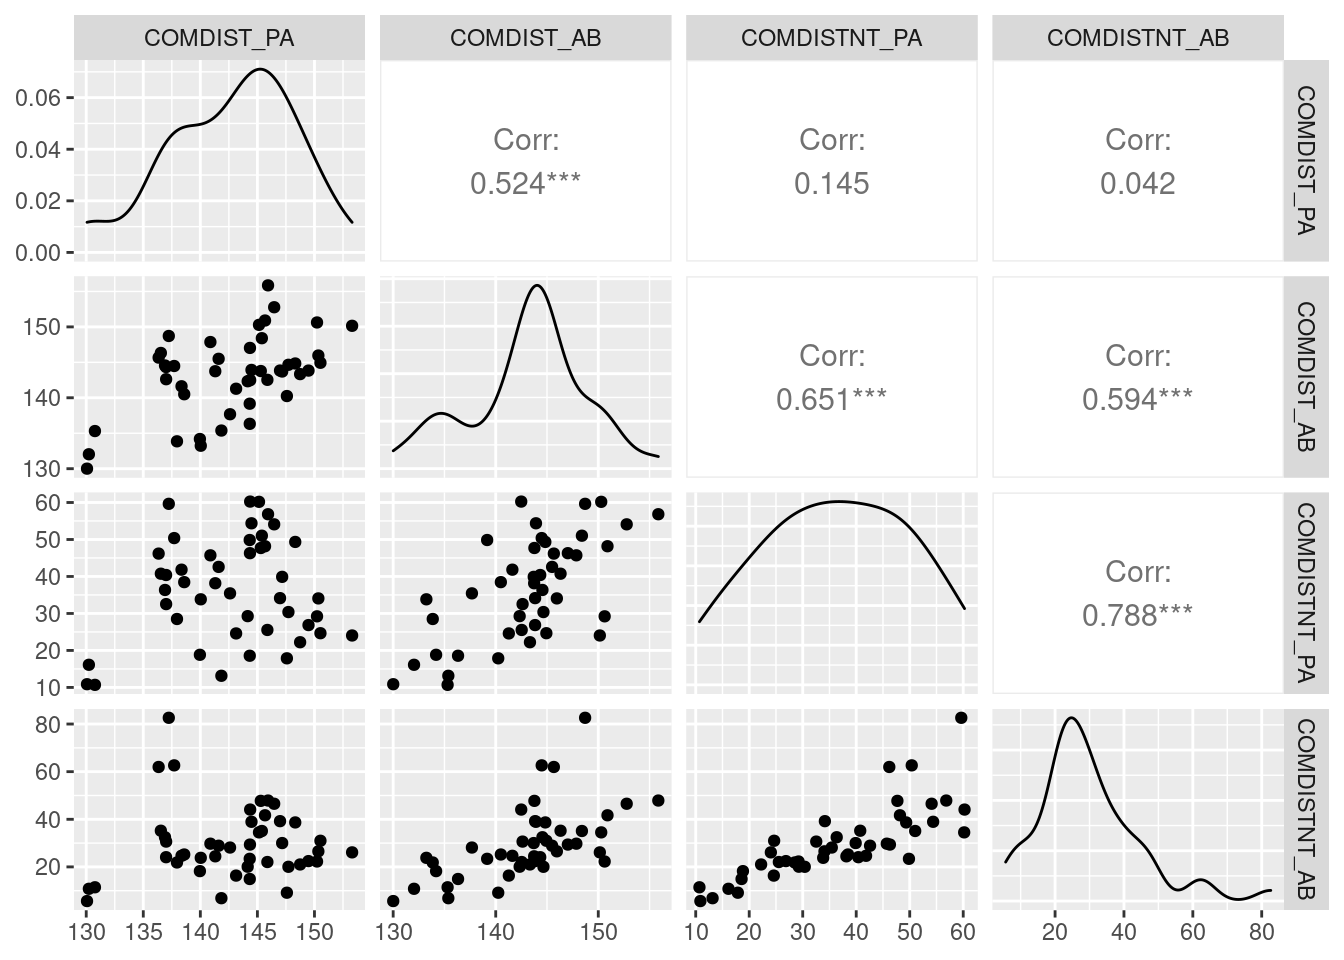 COMDIST_PA
COMDIST_AB
COMDISTNT_PA
COMDISTNT_AB
0.06
0.04
0.02
0.00
Corr:
0.524***
Corr:
0.145
Corr:
0.042
COMDIST_PA
150
140
130
Corr:
0.651***
Corr:
0.594***
COMDIST_AB
60
50
40
30
20
10
Corr:
0.788***
COMDISTNT_PA
80
60
40
20
COMDISTNT_AB
130 135 140 145 150
130 140 150
10 20 30 40 50 60
20 40 60 80